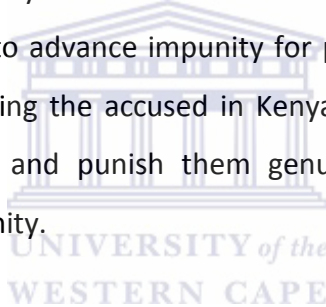 to advance impunity for p
ing the accused in Kenya
and punish them genu
nity.
UNIVERSITY of the
WESTERN CAPE